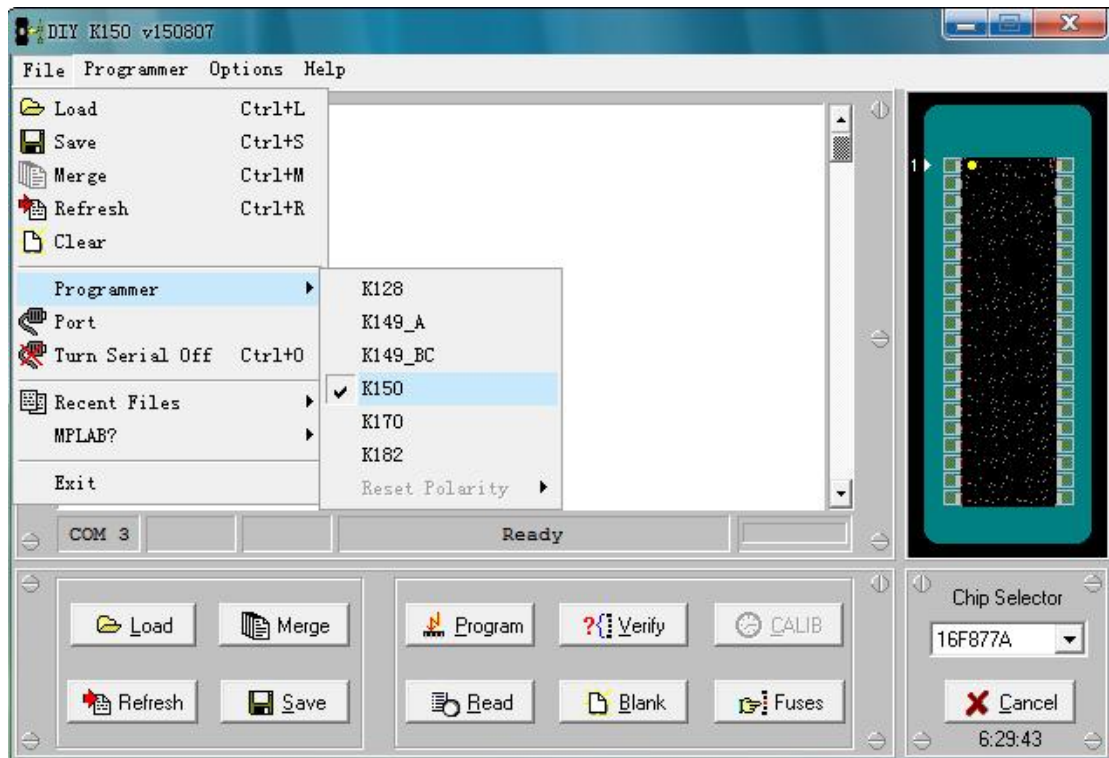 DIY K150 v150807
File Programmer Options Help
Load Ctrl+L
Save Ctrl+S
Merge Ctrl+M
Refresh Ctrl+R
Clear
Programmer
Port
Turn Serial Off Ctrl+O
Recent Files
MPLAB?
Exit
K128
K149_A
K149_BC
K150
K170
K182
Reset Polarity
1
COM 3
Ready
Load
Merge
Program
?{ Verify
CALIB
Refresh
Save
Read
Blank
Fuses
Chip Selector
16F877A
Cancel
6:29:43